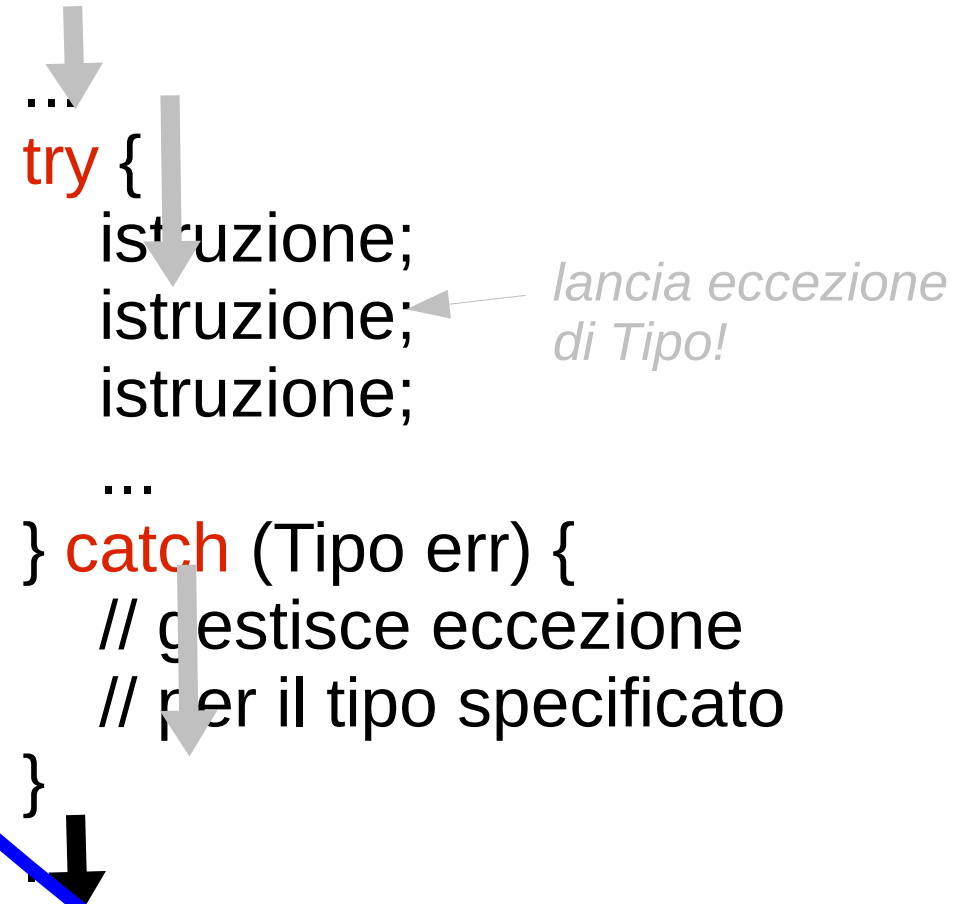 ...
try {
istruzione;
istruzione;
lancia eccezione
di Tipo!
istruzione;
...
} catch (Tipo err) {
// gestisce eccezione
// per il tipo specificato
}